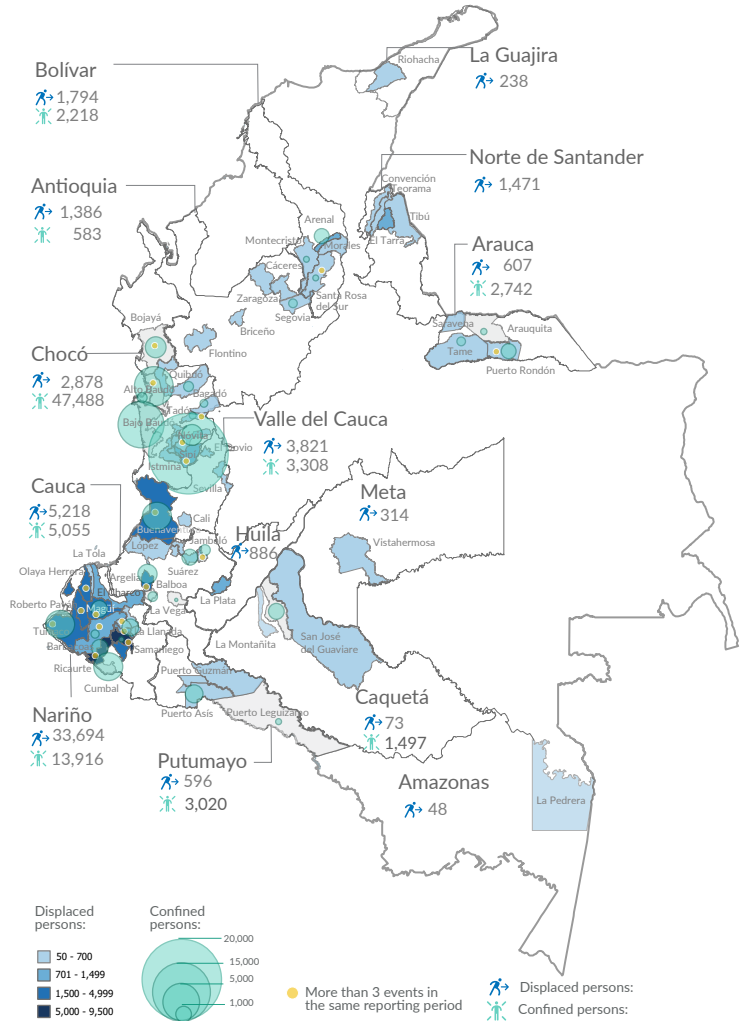 La Guajira
238
Riohacha
Bolívar
1,794
2,218
Norte de Santander
1,471
Convención
Teorama
Tibú
El Tarra
Antioquia
1,386
583
Arenal
Montecristo
Morales
Cáceres
Zaragoza
Santa Rosa
del Sur
Segovia
Briceño
Flontino
Arauca
607
2,742
Saravena
Arauquita
Tame
Puerto Rondón
Bojayá
Chocó
2,878
47,488
Quibdó
Alto Baudó
Bagadó
Tadó
Bajo Baudó
Nóvita
El Dovio
Sipí
Istmina
Sevilla
Valle del Cauca
3,821
3,308
Cauca
5,218
5,055
Cali
Buenaventura
López
Jambaló
Suárez
Huila
886
La Plata
Meta
314
Vistahermosa
La Tola
Olaya Herrera
Argelia
El Charco
Balboa
La Vega
Roberto Payán
Magüí
La Llanada
Samaniego
Ricaurte
Cumbal
La Montañita
San José
del Guaviare
Puerto Guzmán
Puerto Asís
Puerto Leguízamo
Nariño
33,694
13,916
Caquetá
73
1,497
Putumayo
596
3,020
Amazonas
48
La Pedrera
Displaced
persons:
50 - 700
701 - 1,499
1,500 - 4,999
5,000 - 9,500
Confined
persons:
20,000
15,000
5,000
1,000
More than 3 events in
the same reporting period
Displaced persons:
Confined persons: